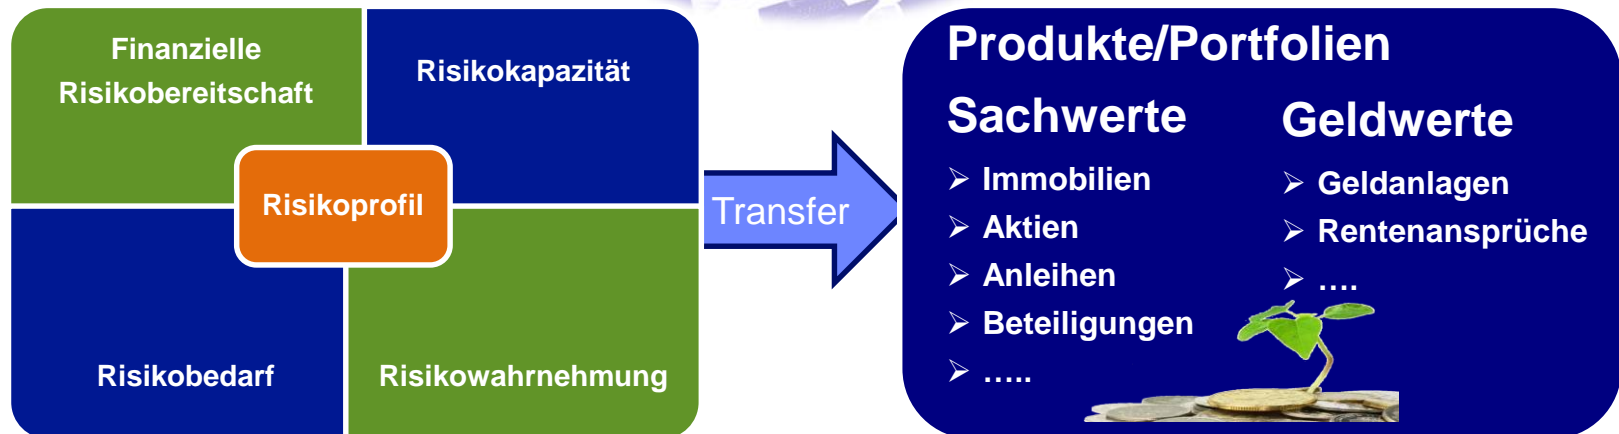 Finanzielle
Risikobereitschaft
Risikokapazität
Risikoprofil
Risikobedarf
Risikowahrnehmung
Transfer
Produkte/Portfolien
Sachwerte
➢ Immobilien
➢ Aktien
➢ Anleihen
➢ Beteiligungen
➢ …..
Geldwerte
➢ Geldanlagen
➢ Rentenansprüche
➢ ….